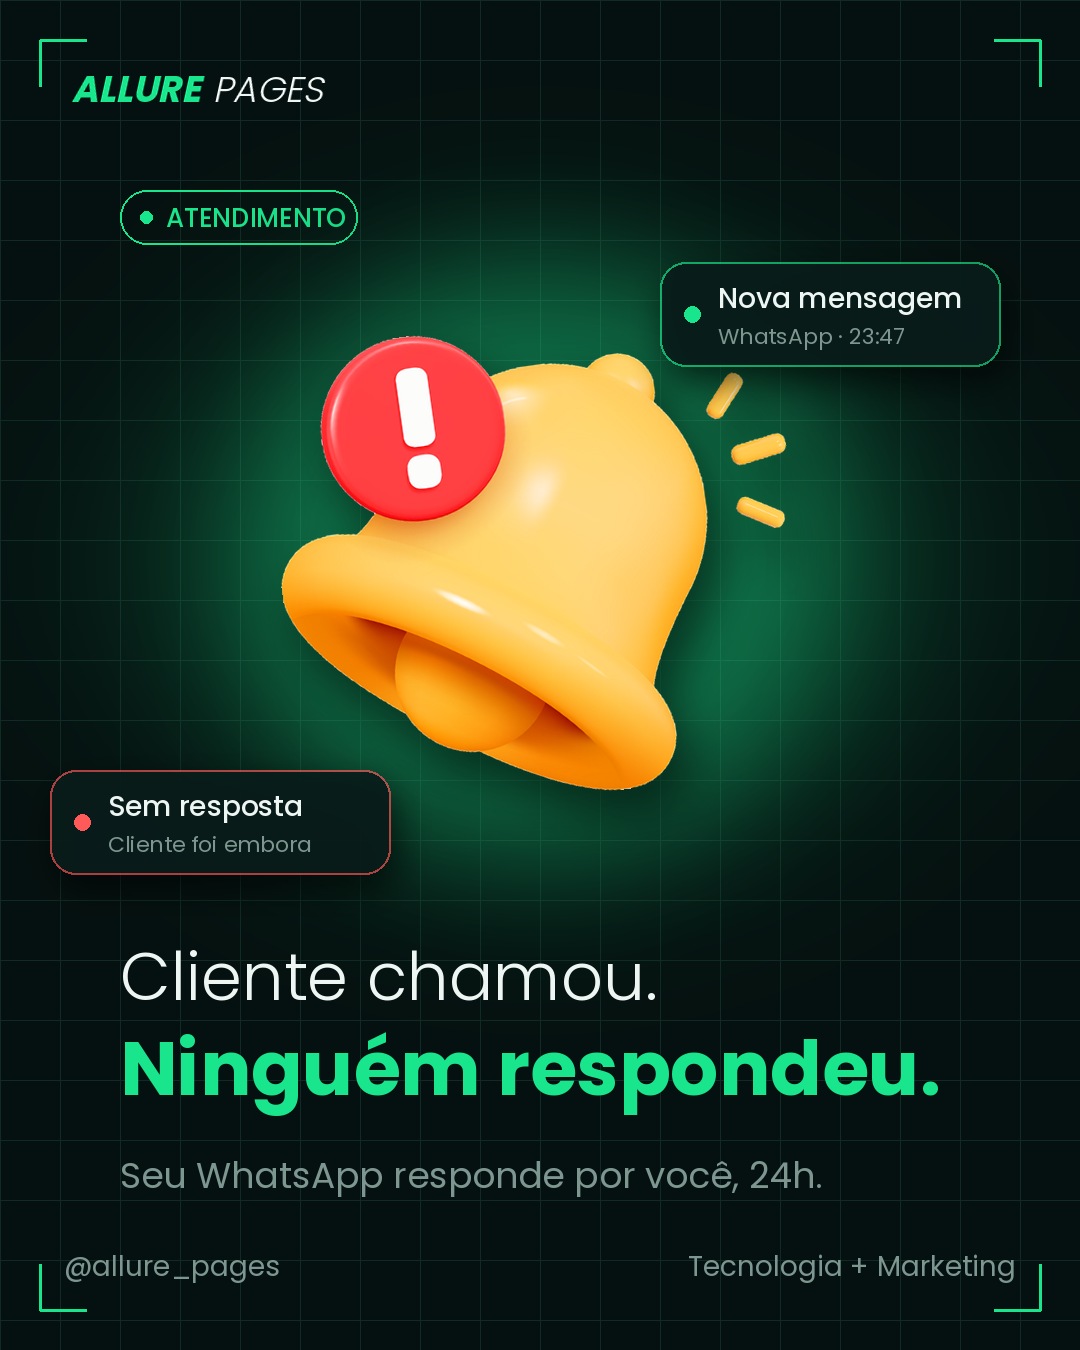 ALLURE PAGES
ATENDIMENTO
Nova mensagem
WhatsApp · 23:47
Sem resposta
Cliente foi embora
Cliente chamou.
Ninguém respondeu.
Seu WhatsApp responde por você, 24h.
@allure_pages
Tecnologia + Marketing